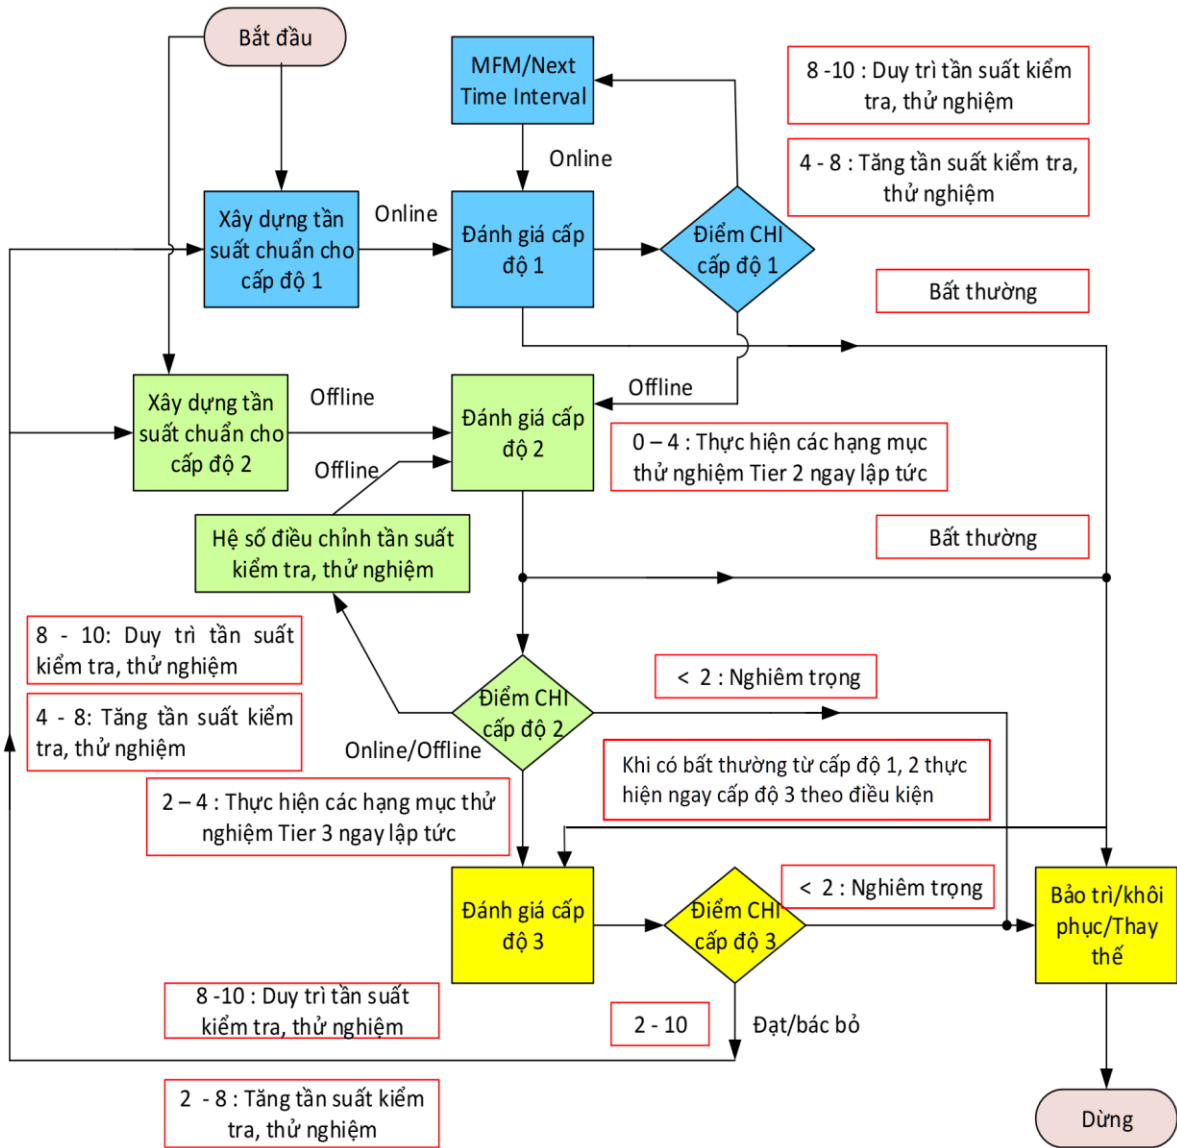 Bắt đầu
MFM/Next
Time Interval
8 -10 : Duy trì tần suất kiểm
tra, thử nghiệm
Online
4 - 8 : Tăng tần suất kiểm tra,
thử nghiệm
Xây dựng tần
suất chuẩn cho
cấp độ 1
Online
Đánh giá cấp
độ 1
Điểm CHI
cấp độ 1
Bất thường
Xây dựng tần
suất chuẩn cho
cấp độ 2
Offline
Đánh giá cấp
độ 2
Offline
0 – 4 : Thực hiện các hạng mục
thử nghiệm Tier 2 ngay lập tức
Offline
Hệ số điều chỉnh tần suất
kiểm tra, thử nghiệm
Bất thường
8 - 10: Duy trì tần suất
kiểm tra, thử nghiệm
4 - 8: Tăng tần suất kiểm
tra, thử nghiệm
Điểm CHI
cấp độ 2
< 2 : Nghiêm trọng
Online/Offline
Khi có bất thường từ cấp độ 1, 2 thực
hiện ngay cấp độ 3 theo điều kiện
2 – 4 : Thực hiện các hạng mục thử
nghiệm Tier 3 ngay lập tức
Đánh giá cấp
độ 3
Điểm CHI
cấp độ 3
< 2 : Nghiêm trọng
Bảo trì/khôi
phục/Thay
thế
8 -10 : Duy trì tần suất
kiểm tra, thử nghiệm
2 - 10
Đạt/bác bỏ
2 - 8 : Tăng tần suất kiểm
tra, thử nghiệm
Dừng